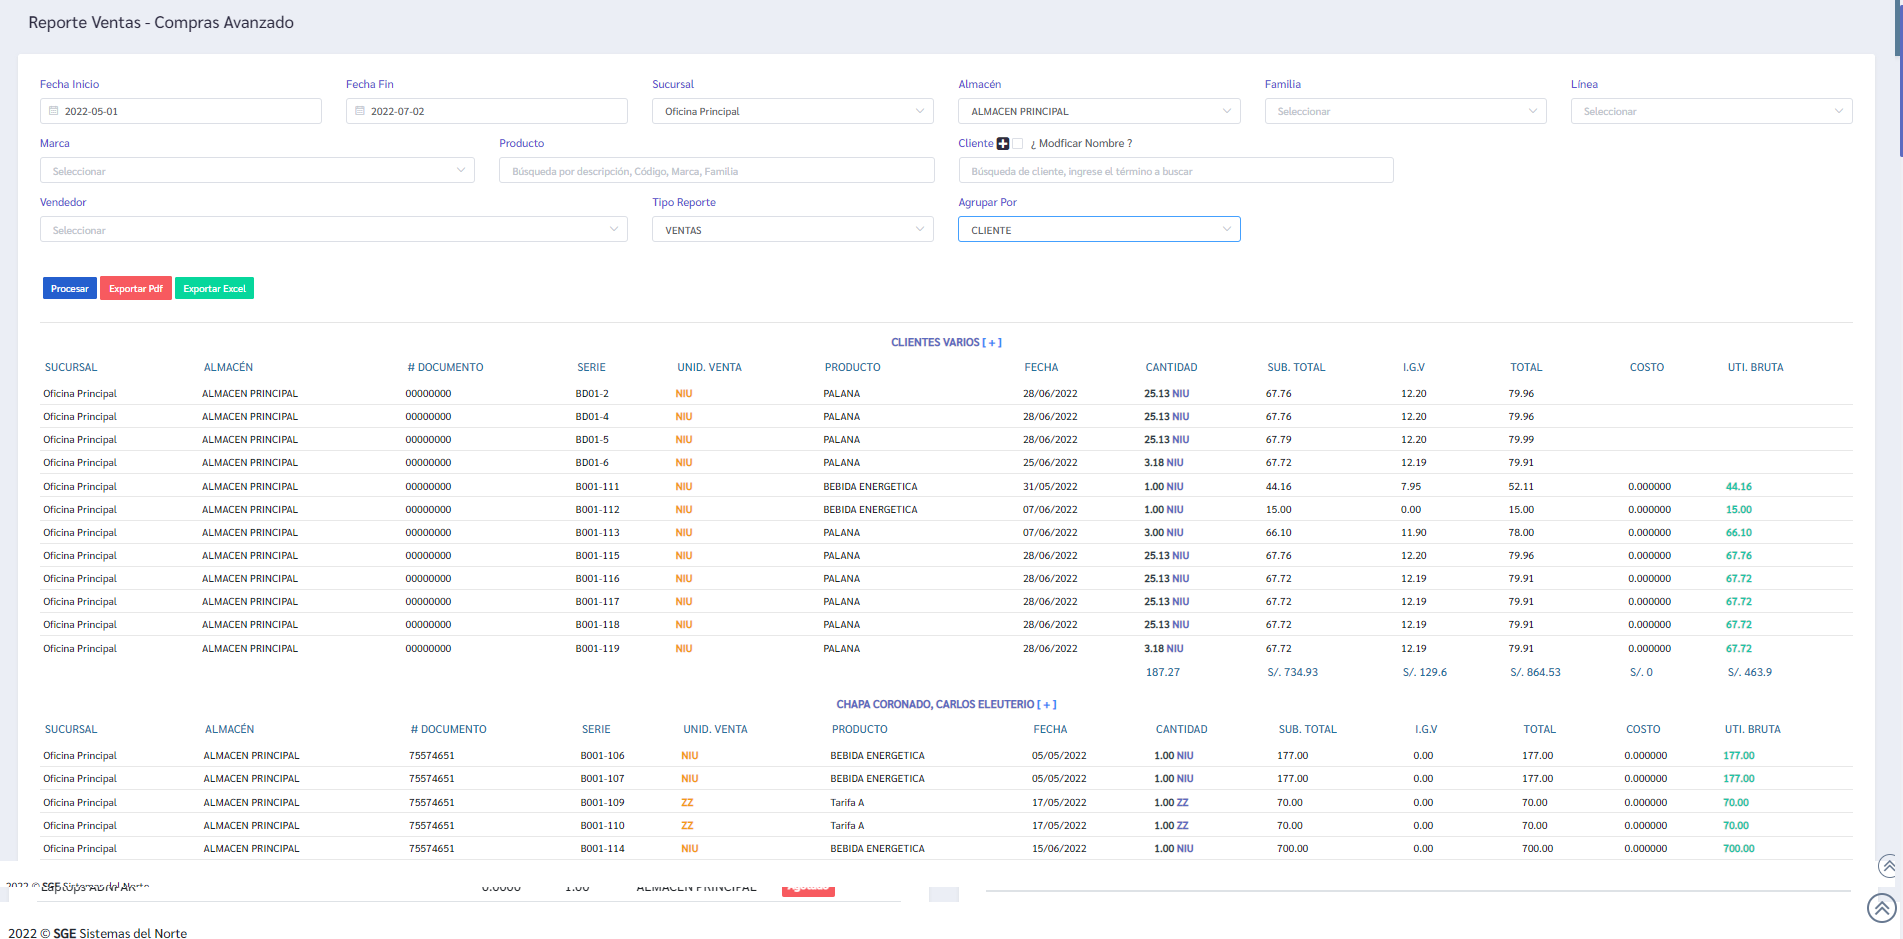 Reporte Ventas - Compras Avanzado
Fecha Inicio Fecha Fin Sucursal Almacén Familia Línea
2022-05-01 2022-07-02 Oficina Principal ALMACEN PRINCIPAL Seleccionar Seleccionar
Marca Producto Cliente ¿ Modficar Nombre ?
Seleccionar Búsqueda por descripción, Código, Marca, Familia Búsqueda de cliente, ingrese el término a buscar
Vendedor Tipo Reporte Agrupar Por
Seleccionar VENTAS CLIENTE
Procesar Exportar Pdf Exportar Excel
CLIENTES VARIOS [ + ]
SUCURSAL ALMACÉN # DOCUMENTO SERIE UNID. VENTA PRODUCTO FECHA CANTIDAD SUB. TOTAL I.G.V TOTAL COSTO UTI. BRUTA
Oficina Principal ALMACEN PRINCIPAL 00000000 BD01-2 NIU PALANA 28/06/2022 25.13 NIU 67.76 12.20 79.96
Oficina Principal ALMACEN PRINCIPAL 00000000 BD01-4 NIU PALANA 28/06/2022 25.13 NIU 67.76 12.20 79.96
Oficina Principal ALMACEN PRINCIPAL 00000000 BD01-5 NIU PALANA 28/06/2022 25.13 NIU 67.79 12.20 79.99
Oficina Principal ALMACEN PRINCIPAL 00000000 BD01-6 NIU PALANA 25/06/2022 3.18 NIU 67.72 12.19 79.91
Oficina Principal ALMACEN PRINCIPAL 00000000 B001-111 NIU BEBIDA ENERGETICA 31/05/2022 1.00 NIU 44.16 7.95 52.11 0.000000 44.16
Oficina Principal ALMACEN PRINCIPAL 00000000 B001-112 NIU BEBIDA ENERGETICA 07/06/2022 1.00 NIU 15.00 0.00 15.00 0.000000 15.00
Oficina Principal ALMACEN PRINCIPAL 00000000 B001-113 NIU PALANA 07/06/2022 3.00 NIU 66.10 11.90 78.00 0.000000 66.10
Oficina Principal ALMACEN PRINCIPAL 00000000 B001-115 NIU PALANA 28/06/2022 25.13 NIU 67.76 12.20 79.96 0.000000 67.76
Oficina Principal ALMACEN PRINCIPAL 00000000 B001-116 NIU PALANA 28/06/2022 25.13 NIU 67.72 12.19 79.91 0.000000 67.72
Oficina Principal ALMACEN PRINCIPAL 00000000 B001-117 NIU PALANA 28/06/2022 25.13 NIU 67.72 12.19 79.91 0.000000 67.72
Oficina Principal ALMACEN PRINCIPAL 00000000 B001-118 NIU PALANA 28/06/2022 25.13 NIU 67.72 12.19 79.91 0.000000 67.72
Oficina Principal ALMACEN PRINCIPAL 00000000 B001-119 NIU PALANA 28/06/2022 3.18 NIU 67.72 12.19 79.91 0.000000 67.72
187.27 S/. 734.93 S/. 129.6 S/. 864.53 S/. 0 S/. 463.9
CHAPA CORONADO, CARLOS ELEUTERIO [ + ]
SUCURSAL ALMACÉN # DOCUMENTO SERIE UNID. VENTA PRODUCTO FECHA CANTIDAD SUB. TOTAL I.G.V TOTAL COSTO UTI. BRUTA
Oficina Principal ALMACEN PRINCIPAL 75574651 B001-106 NIU BEBIDA ENERGETICA 05/05/2022 1.00 NIU 177.00 0.00 177.00 0.000000 177.00
Oficina Principal ALMACEN PRINCIPAL 75574651 B001-107 NIU BEBIDA ENERGETICA 05/05/2022 1.00 NIU 177.00 0.00 177.00 0.000000 177.00
Oficina Principal ALMACEN PRINCIPAL 75574651 B001-109 ZZ Tarifa A 17/05/2022 1.00 ZZ 70.00 0.00 70.00 0.000000 70.00
Oficina Principal ALMACEN PRINCIPAL 75574651 B001-110 ZZ Tarifa A 17/05/2022 1.00 ZZ 70.00 0.00 70.00 0.000000 70.00
Oficina Principal ALMACEN PRINCIPAL 75574651 B001-114 NIU BEBIDA ENERGETICA 15/06/2022 1.00 NIU 700.00 0.00 700.00 0.000000 700.00
2022 © SGE Sistemas del Norte
0.0000 1.00 ALMACEN PRINCIPAL Agotado
2022 © SGE Sistemas del Norte